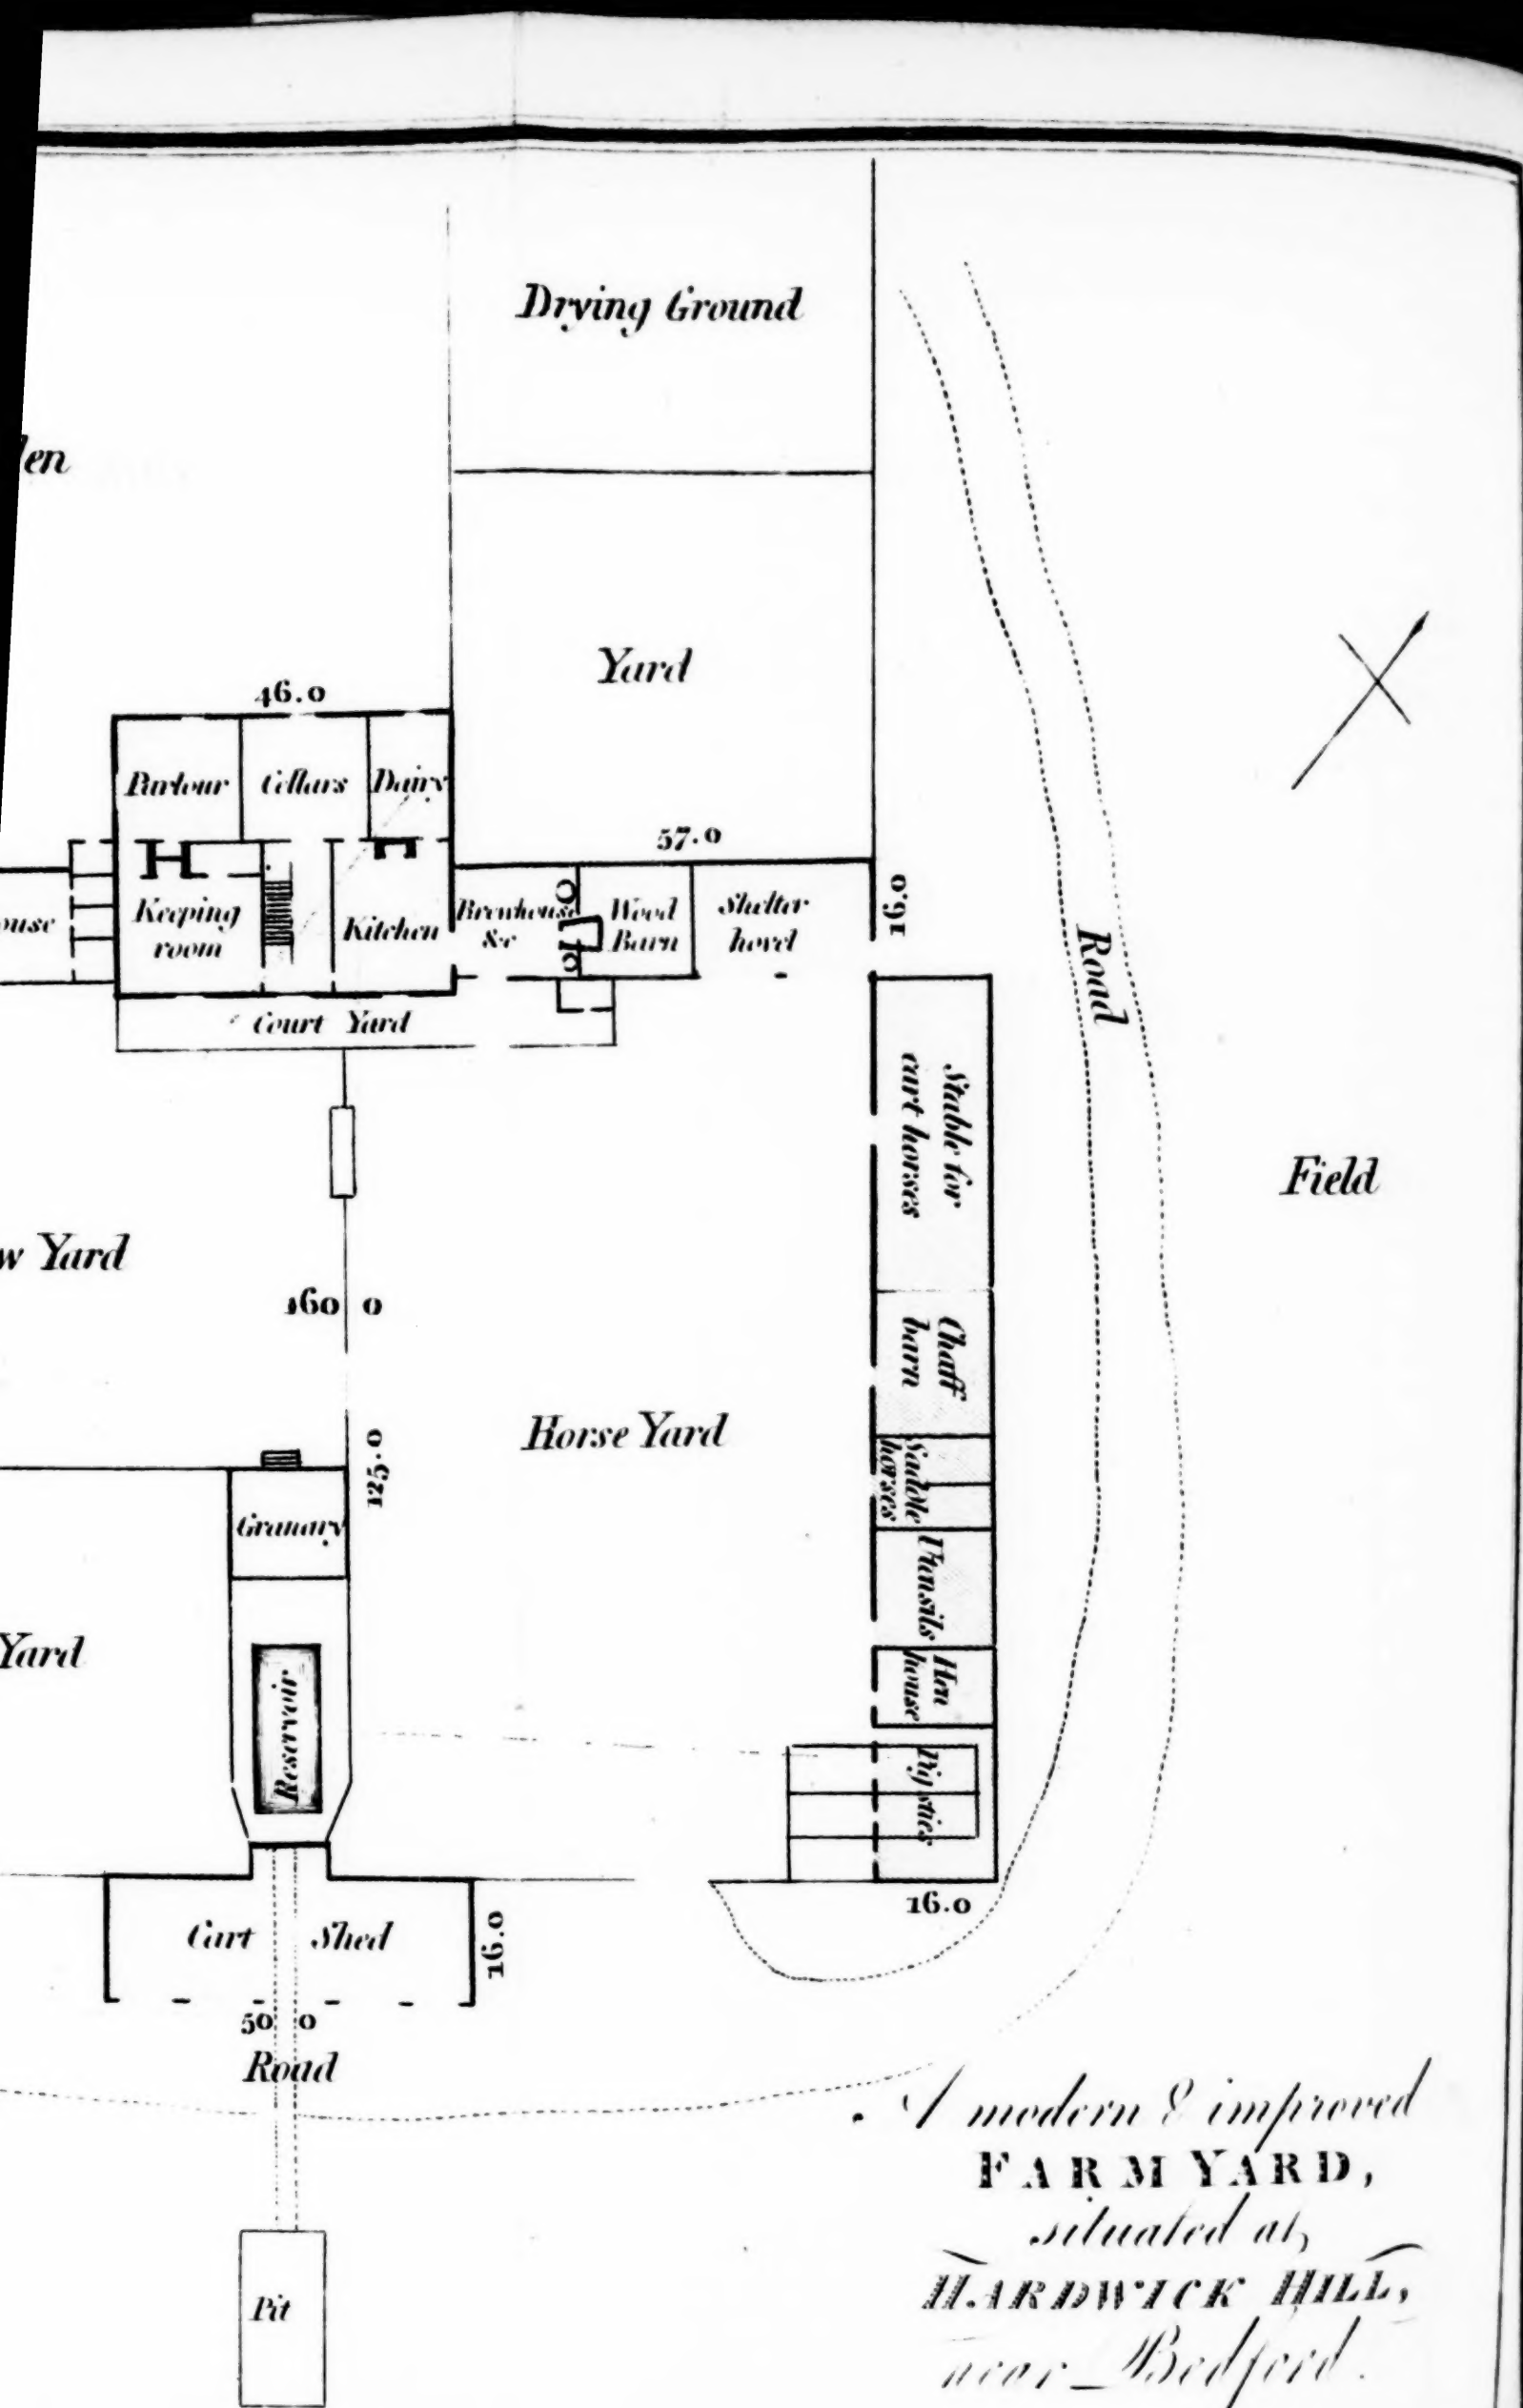 Drying Ground
Yard
46.0
Parlour
Cellars
Dairy
57.0
16.0
Keeping
room
Kitchen
Brewhouse
&c
Wood
Barn
Shelter
hovel
Court Yard
Road
Stable for
cart horses
Field
Yard
160 0
Chaff
barn
Horse Yard
125.0
Saddle
horses
Granary
Utensils
Yard
Reservoir
Hen
house
Pig sties
16.0
Cart Shed
16.0
50 0
Road
Pit
A modern & improved
FARM YARD,
situated at,
HARDWICK HILL,
near Bedford.